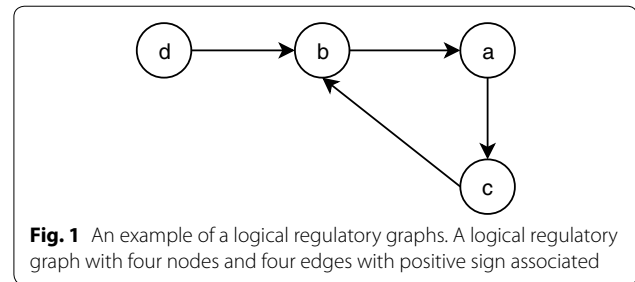 d
b
a
c
Fig. 1 An example of a logical regulatory graphs. A logical regulatory
graph with four nodes and four edges with positive sign associated